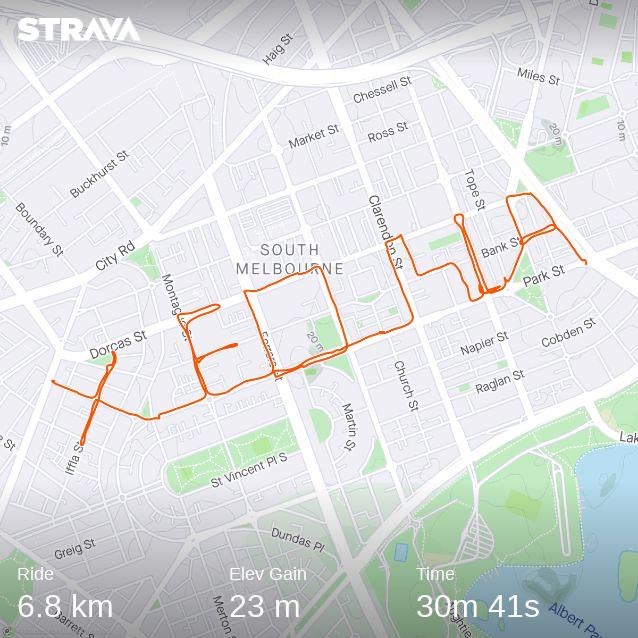 STRAVA
Haig St
Miles St
Chessell St
10 m
20 m
10 m
Market St
Ross St
Buckhurst St
Tope St
Boundary St
Clarendon St
City Rd
Bank St
SOUTH
MELBOURNE
Park St
Montague St
Dorcas St
20 m
Napier St
Cobden St
Ferrars St
Church St
Raglan St
Martin St
Iffla St
St Vincent Pl S
Dundas Pl
Greig St
Ride
Elev Gain
Time
6.8 km
23 m
30m 41s